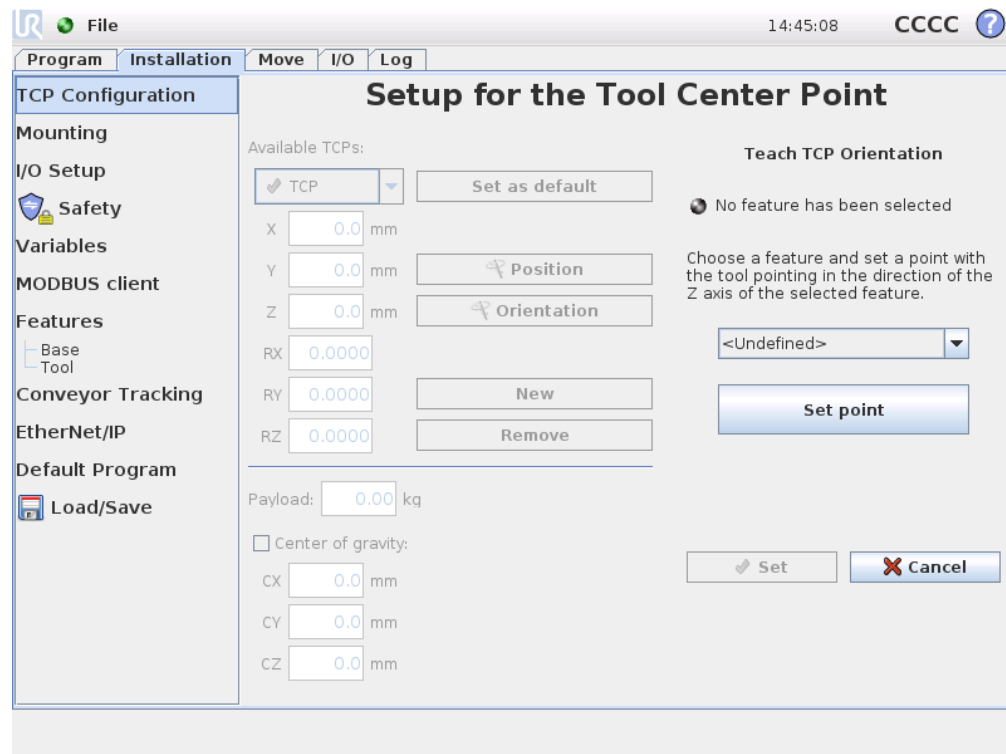 UR File 14:45:08 CCCC ?
Program Installation Move I/O Log
TCP Configuration
Mounting
I/O Setup
Safety
Variables
MODBUS client
Features
Base
Tool
Conveyor Tracking
EtherNet/IP
Default Program
Load/Save
Setup for the Tool Center Point
Available TCPs:
TCP Set as default
X 0.0 mm
Y 0.0 mm Position
Z 0.0 mm Orientation
RX 0.0000
RY 0.0000 New
RZ 0.0000 Remove
Payload: 0.00 kg
Center of gravity:
CX 0.0 mm
CY 0.0 mm
CZ 0.0 mm
Teach TCP Orientation
No feature has been selected
Choose a feature and set a point with
the tool pointing in the direction of the
Z axis of the selected feature.
<Undefined>
Set point
Set Cancel